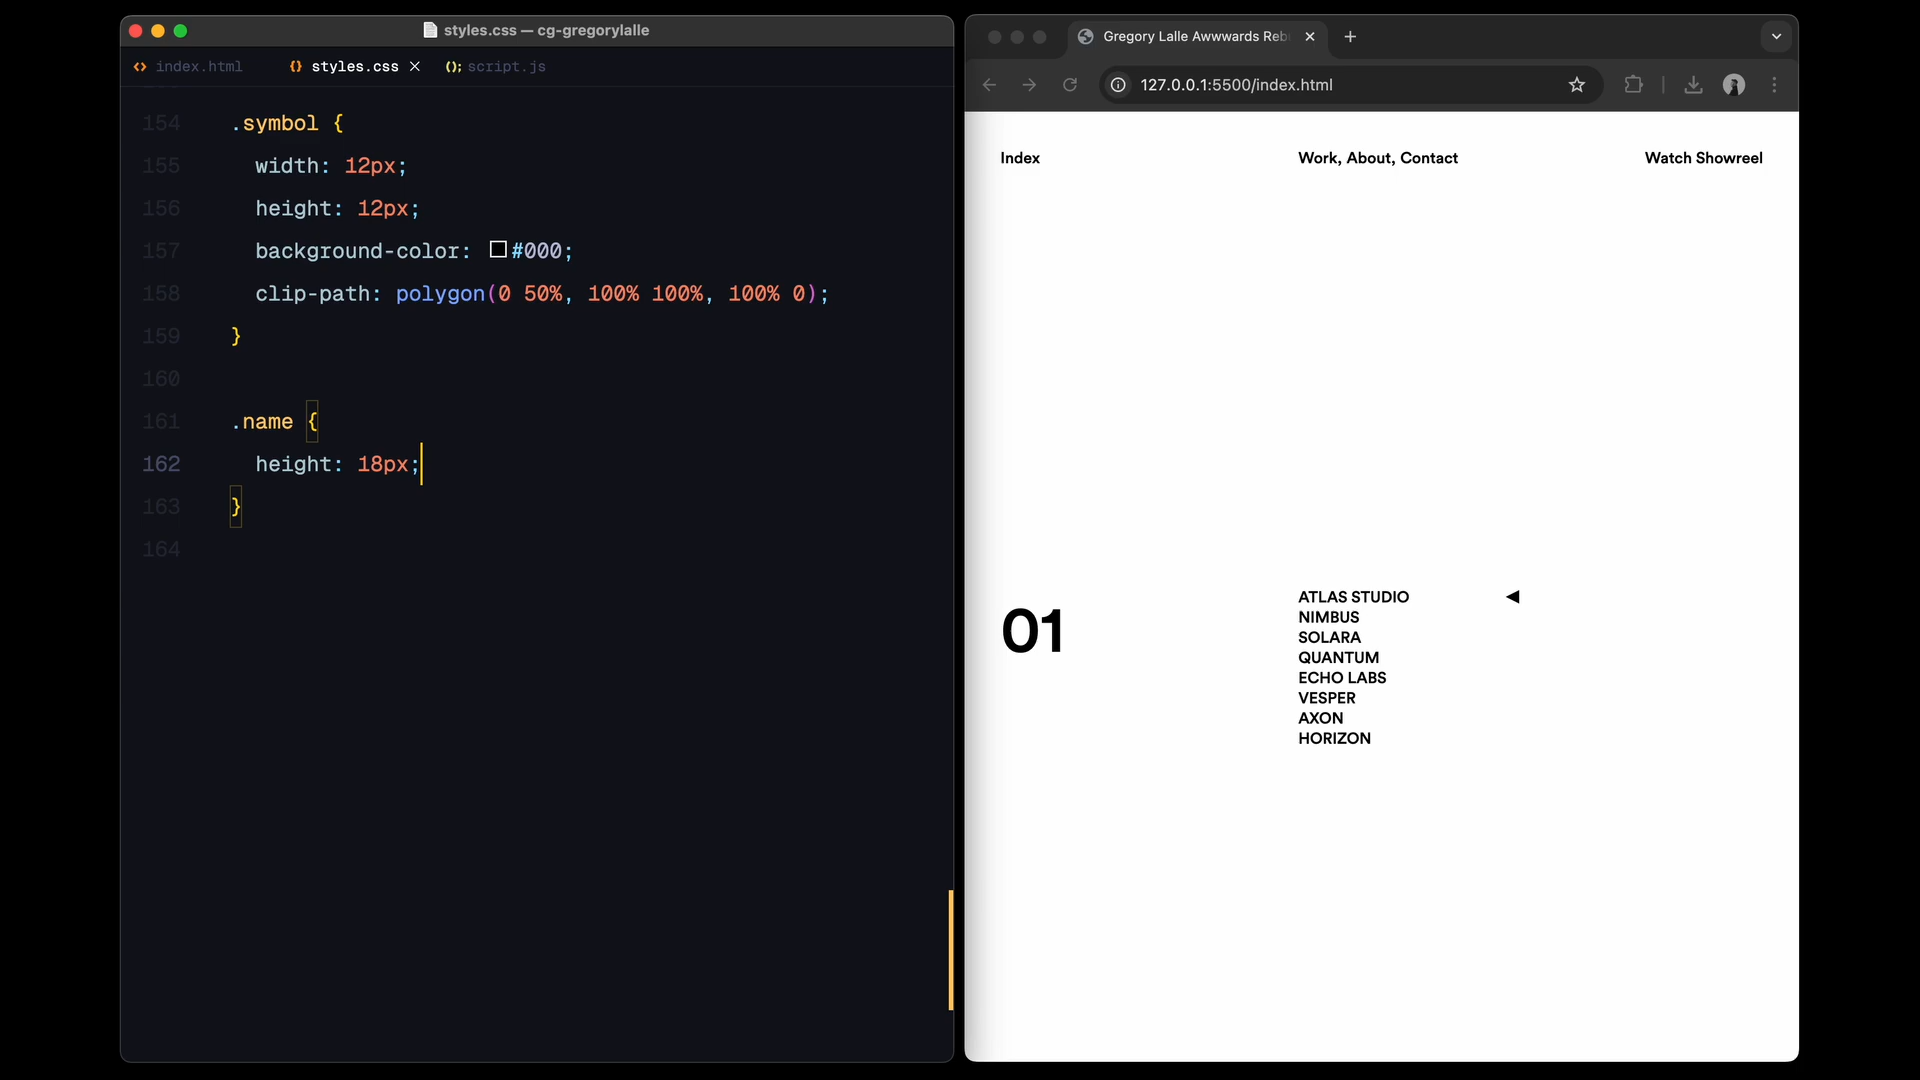 styles.css — cg-gregorylalle
index.html
styles.css
script.js
154 .symbol {
155 width: 12px;
156 height: 12px;
157 background-color: #000;
158 clip-path: polygon(0 50%, 100% 100%, 100% 0);
159 }
160
161 .name {
162 height: 18px;
163 }
164
Gregory Lalle Awwwards Reb
127.0.0.1:5500/index.html
Index
Work, About, Contact
Watch Showreel
01
ATLAS STUDIO
NIMBUS
SOLARA
QUANTUM
ECHO LABS
VESPER
AXON
HORIZON